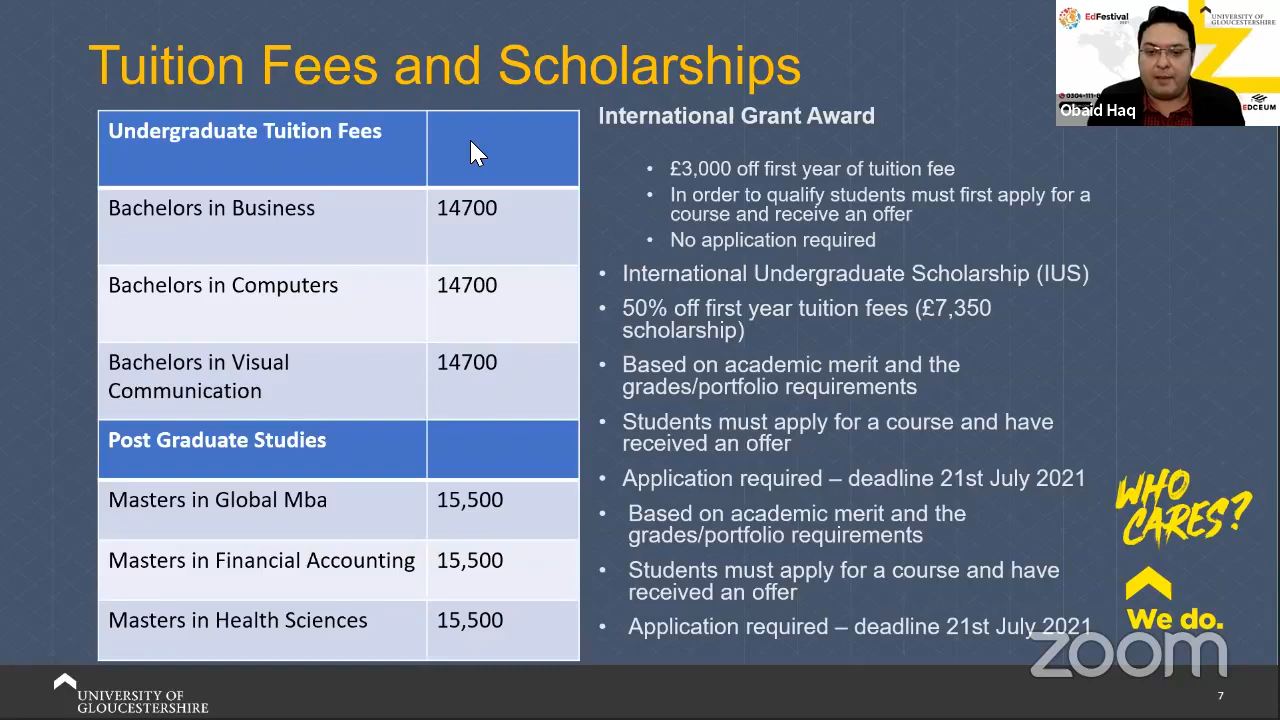 Tuition Fees and Scholarships
Undergraduate Tuition Fees
Bachelors in Business 14700
Bachelors in Computers 14700
Bachelors in Visual 14700
Communication
Post Graduate Studies
Masters in Global Mba 15,500
Masters in Financial Accounting 15,500
Masters in Health Sciences 15,500
International Grant Award
• £3,000 off first year of tuition fee
• In order to qualify students must first apply for a
course and receive an offer
• No application required
• International Undergraduate Scholarship (IUS)
• 50% off first year tuition fees (£7,350
scholarship)
• Based on academic merit and the
grades/portfolio requirements
• Students must apply for a course and have
received an offer
• Application required – deadline 21st July 2021
• Based on academic merit and the
grades/portfolio requirements
• Students must apply for a course and have
received an offer
• Application required – deadline 21st July 2021
EdFestival
UNIVERSITY OF
GLOUCESTERSHIRE
0304-111-
EDCEUM
Obaid Haq
WHO
CARES?
We do.
zoom
UNIVERSITY OF
GLOUCESTERSHIRE
7